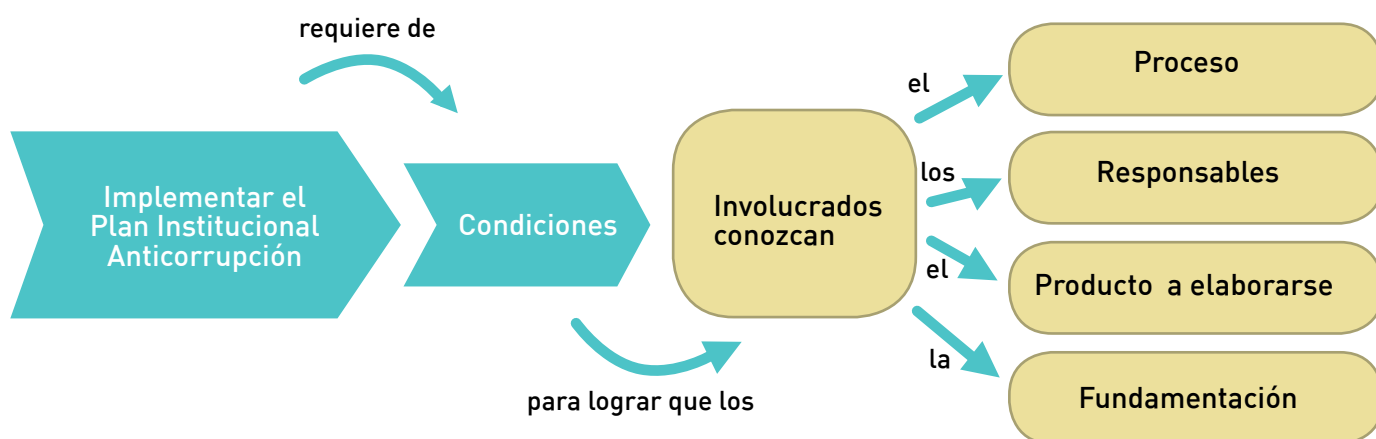 requiere de
Implementar el
Plan Institucional
Anticorrupción
Condiciones
para lograr que los
Involucrados
conozcan
el
Proceso
los
Responsables
el
Producto a elaborarse
la
Fundamentación